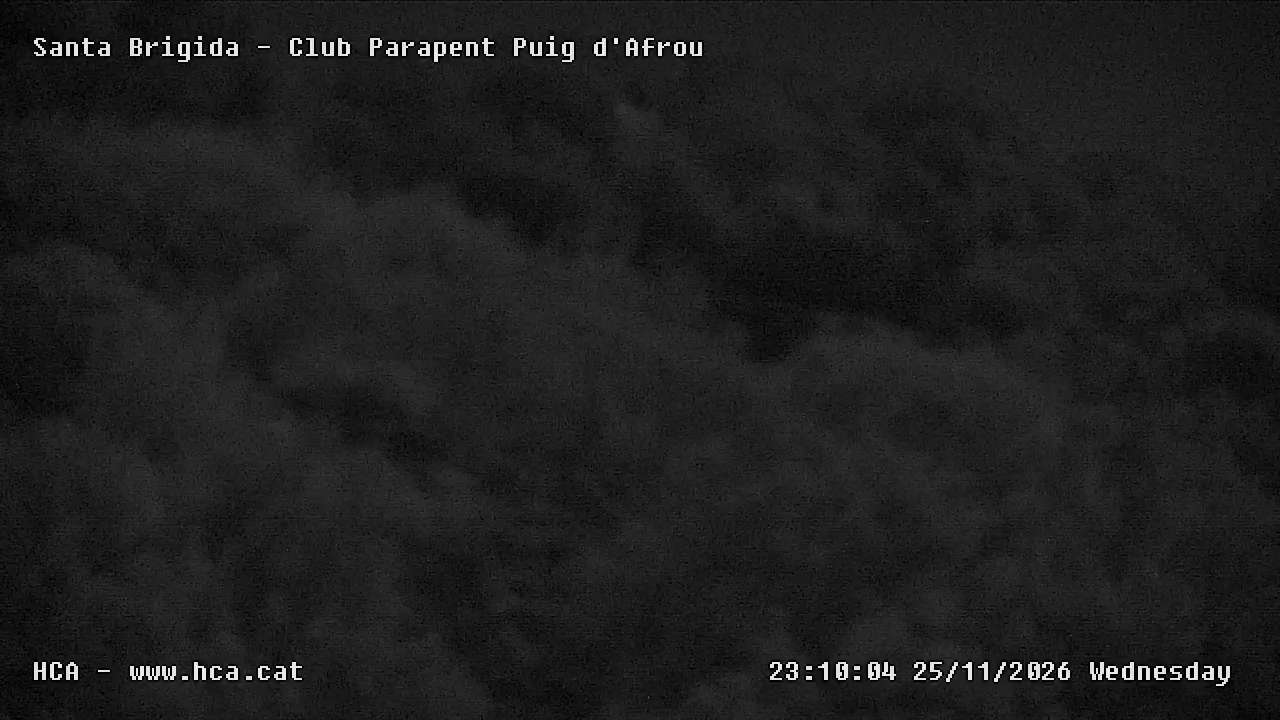 Santa Brigida - Club Parapent Puig d'Afrou
HCA - www.hca.cat
23:10:04 25/11/2026 Wednesday